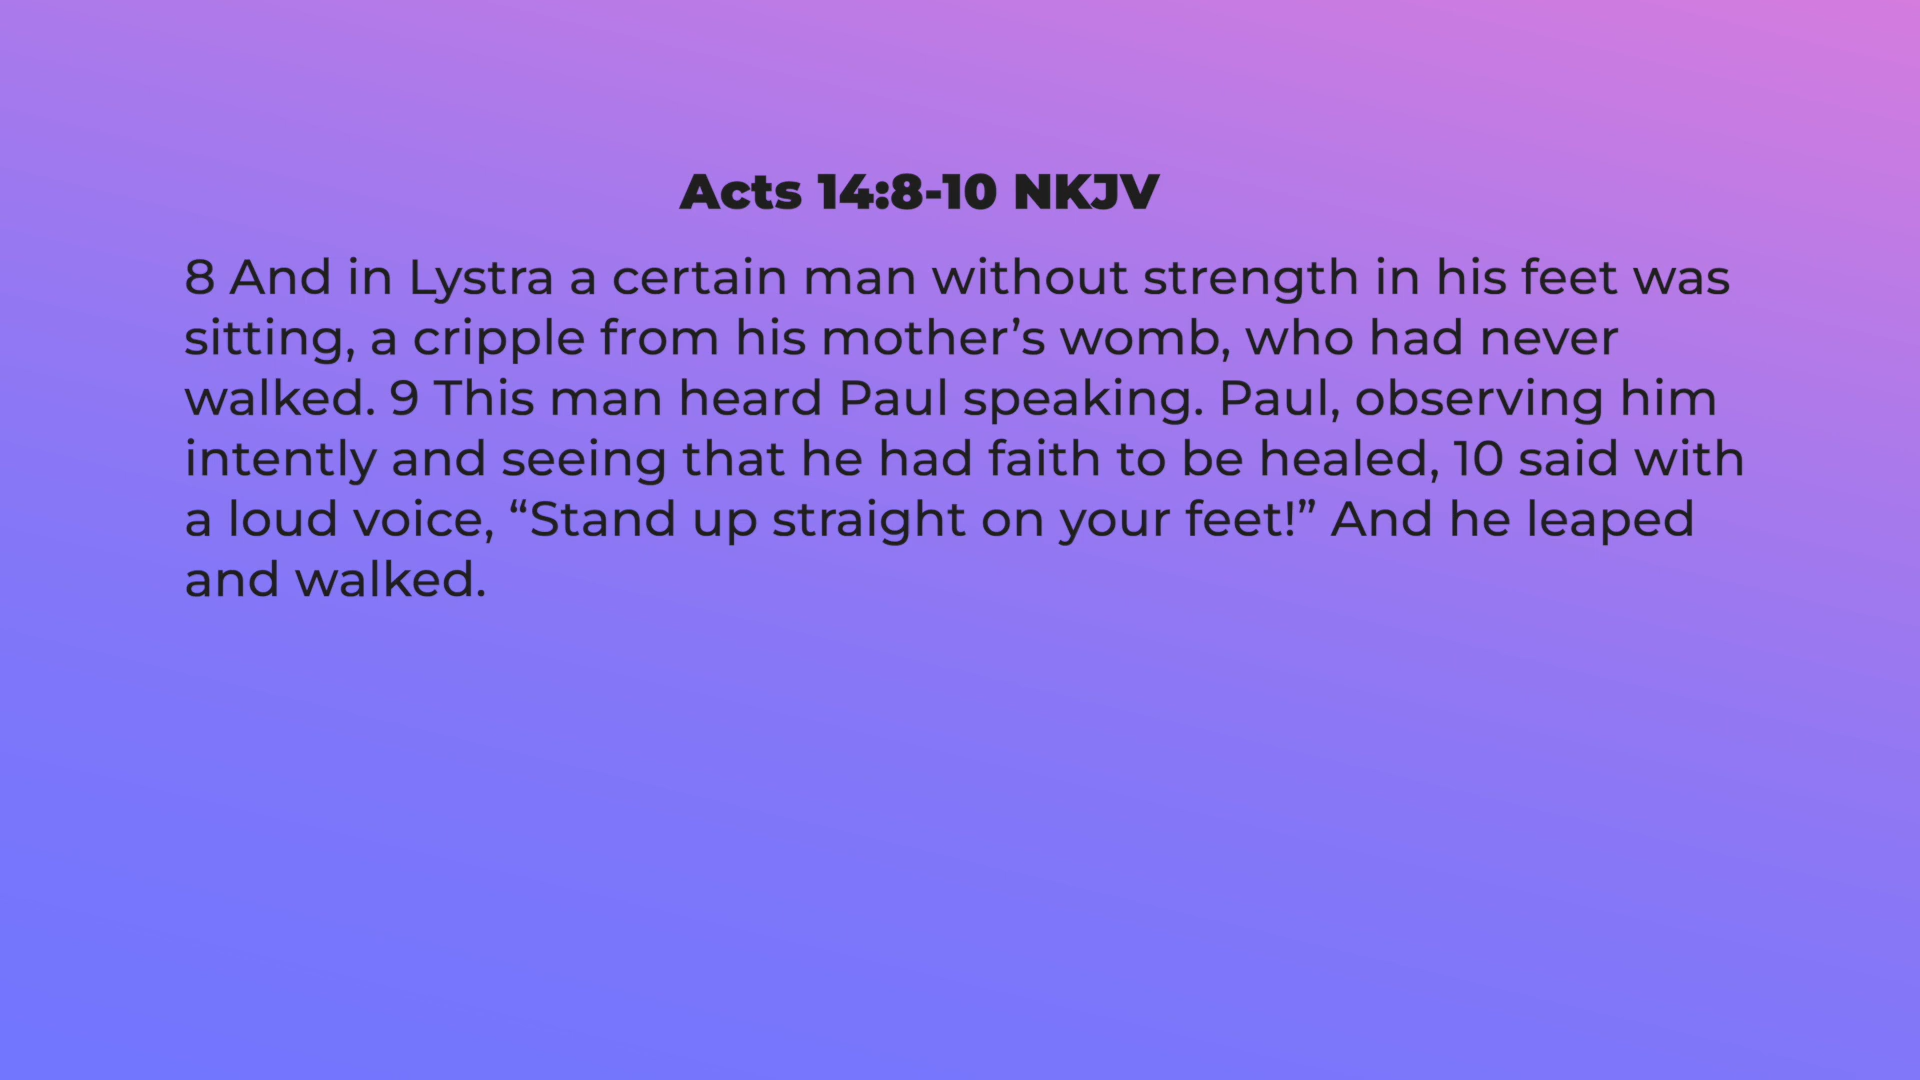 Acts 14:8-10 NKJV
8 And in Lystra a certain man without strength in his feet was
sitting, a cripple from his mother’s womb, who had never
walked. 9 This man heard Paul speaking. Paul, observing him
intently and seeing that he had faith to be healed, 10 said with
a loud voice, “Stand up straight on your feet!” And he leaped
and walked.